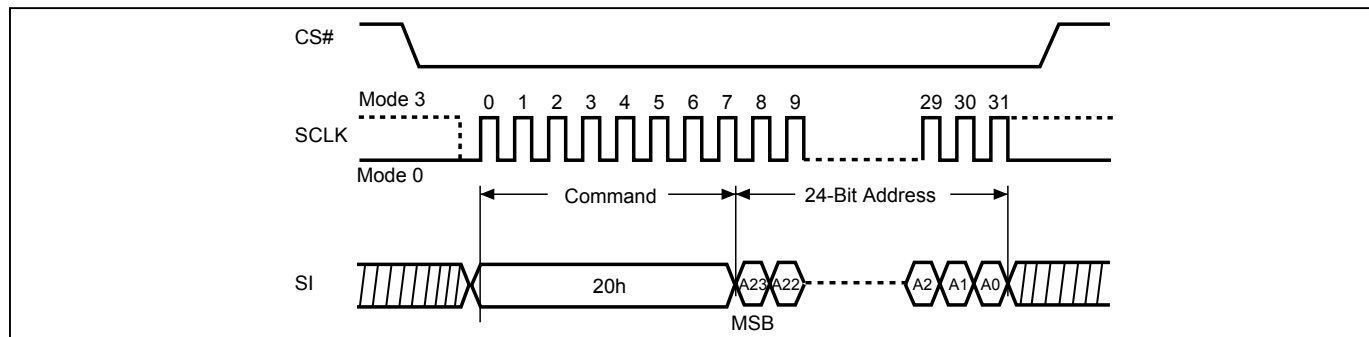 CS#
Mode 3
0 1 2 3 4 5 6 7 8 9 29 30 31
SCLK
Mode 0
Command 24-Bit Address
SI 20h A23 A22 A2 A1 A0
MSB